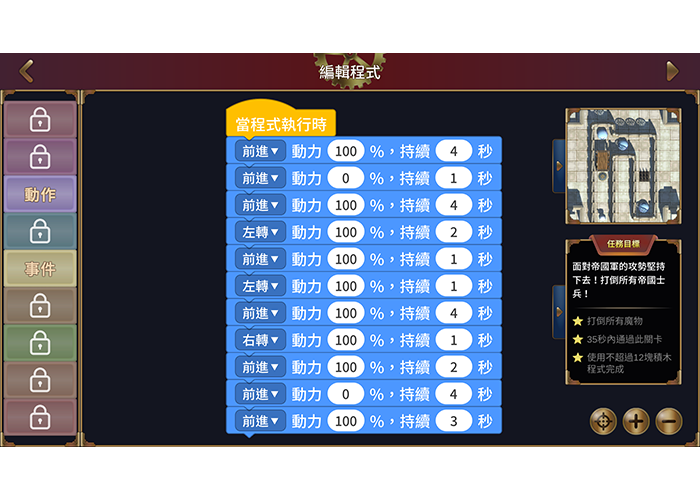 編輯程式
動作
事件
當程式執行時
前進▼ 動力 100 %，持續 4 秒
前進▼ 動力 0 %，持續 1 秒
前進▼ 動力 100 %，持續 4 秒
左轉▼ 動力 100 %，持續 2 秒
前進▼ 動力 100 %，持續 1 秒
左轉▼ 動力 100 %，持續 1 秒
前進▼ 動力 100 %，持續 4 秒
右轉▼ 動力 100 %，持續 1 秒
前進▼ 動力 100 %，持續 2 秒
前進▼ 動力 0 %，持續 4 秒
前進▼ 動力 100 %，持續 3 秒
任務目標
面對帝國軍的攻勢堅持
下去！打倒所有帝國士
兵！
打倒所有魔物
35秒內通過此關卡
使用不超過12塊積木
程式完成